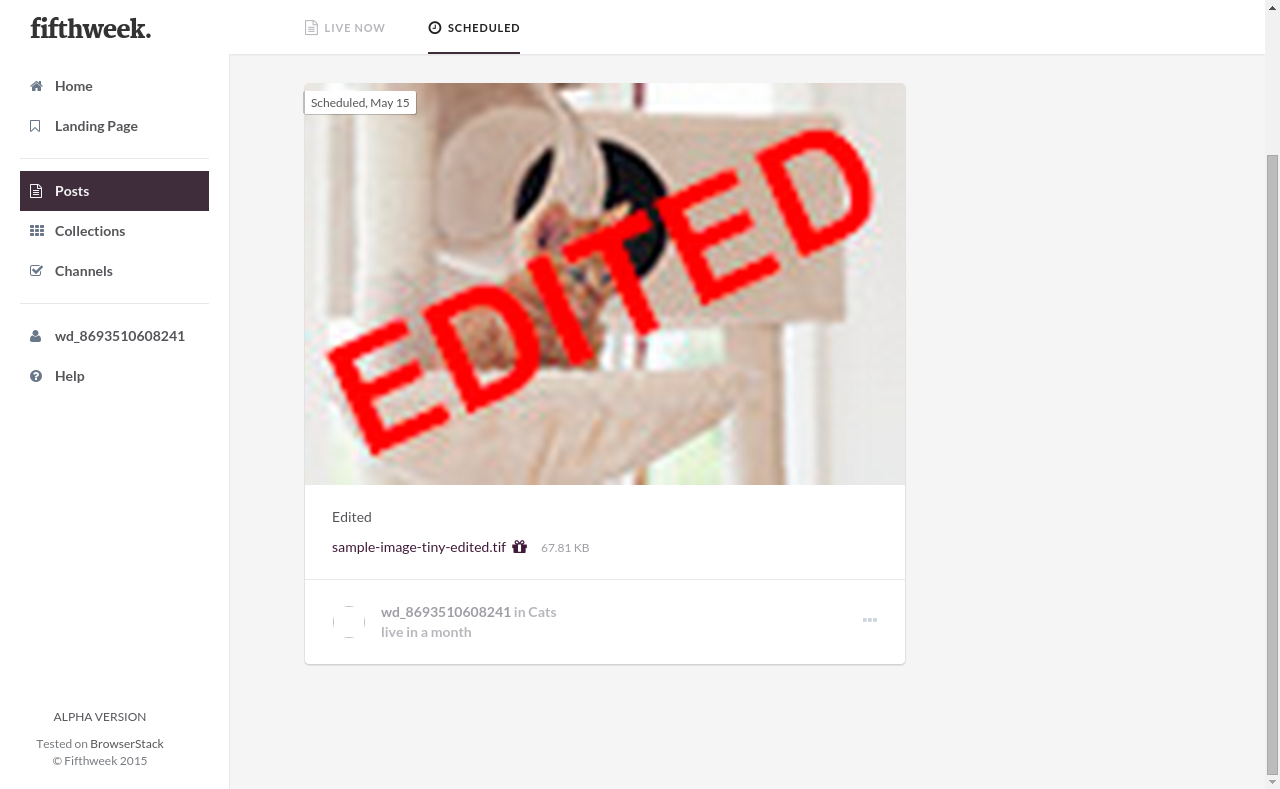 fifthweek.
LIVE NOW
SCHEDULED
Home
Landing Page
Posts
Collections
Channels
wd_8693510608241
Help
Scheduled, May 15
EDITED
Edited
sample-image-tiny-edited.tif 67.81 KB
wd_8693510608241 in Cats
live in a month
ALPHA VERSION
Tested on BrowserStack
© Fifthweek 2015